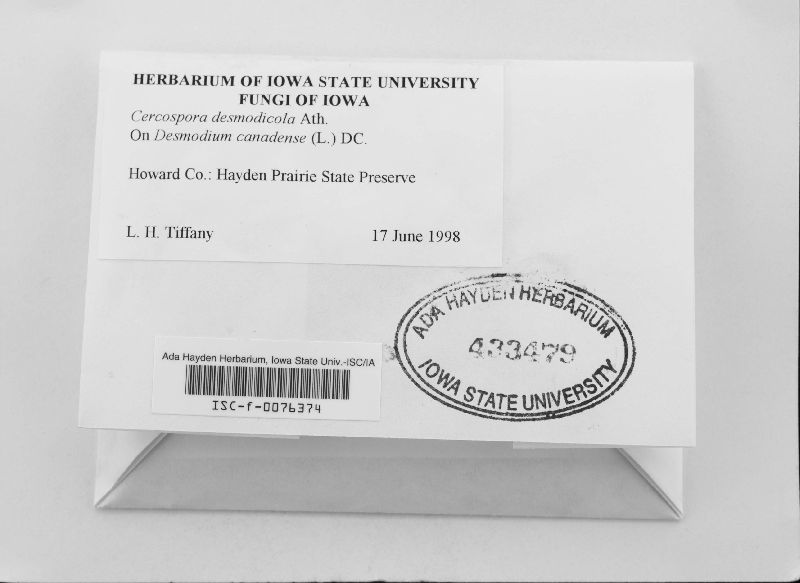 HERBARIUM OF IOWA STATE UNIVERSITY
FUNGI OF IOWA
Cercospora desmodicola Ath.
On Desmodium canadense (L.) DC.
Howard Co.: Hayden Prairie State Preserve
L. H. Tiffany 17 June 1998
ADA HAYDEN HERBARIUM
433479
IOWA STATE UNIVERSITY
Ada Hayden Herbarium, Iowa State Univ.-ISC/IA
ISC-f-0076374